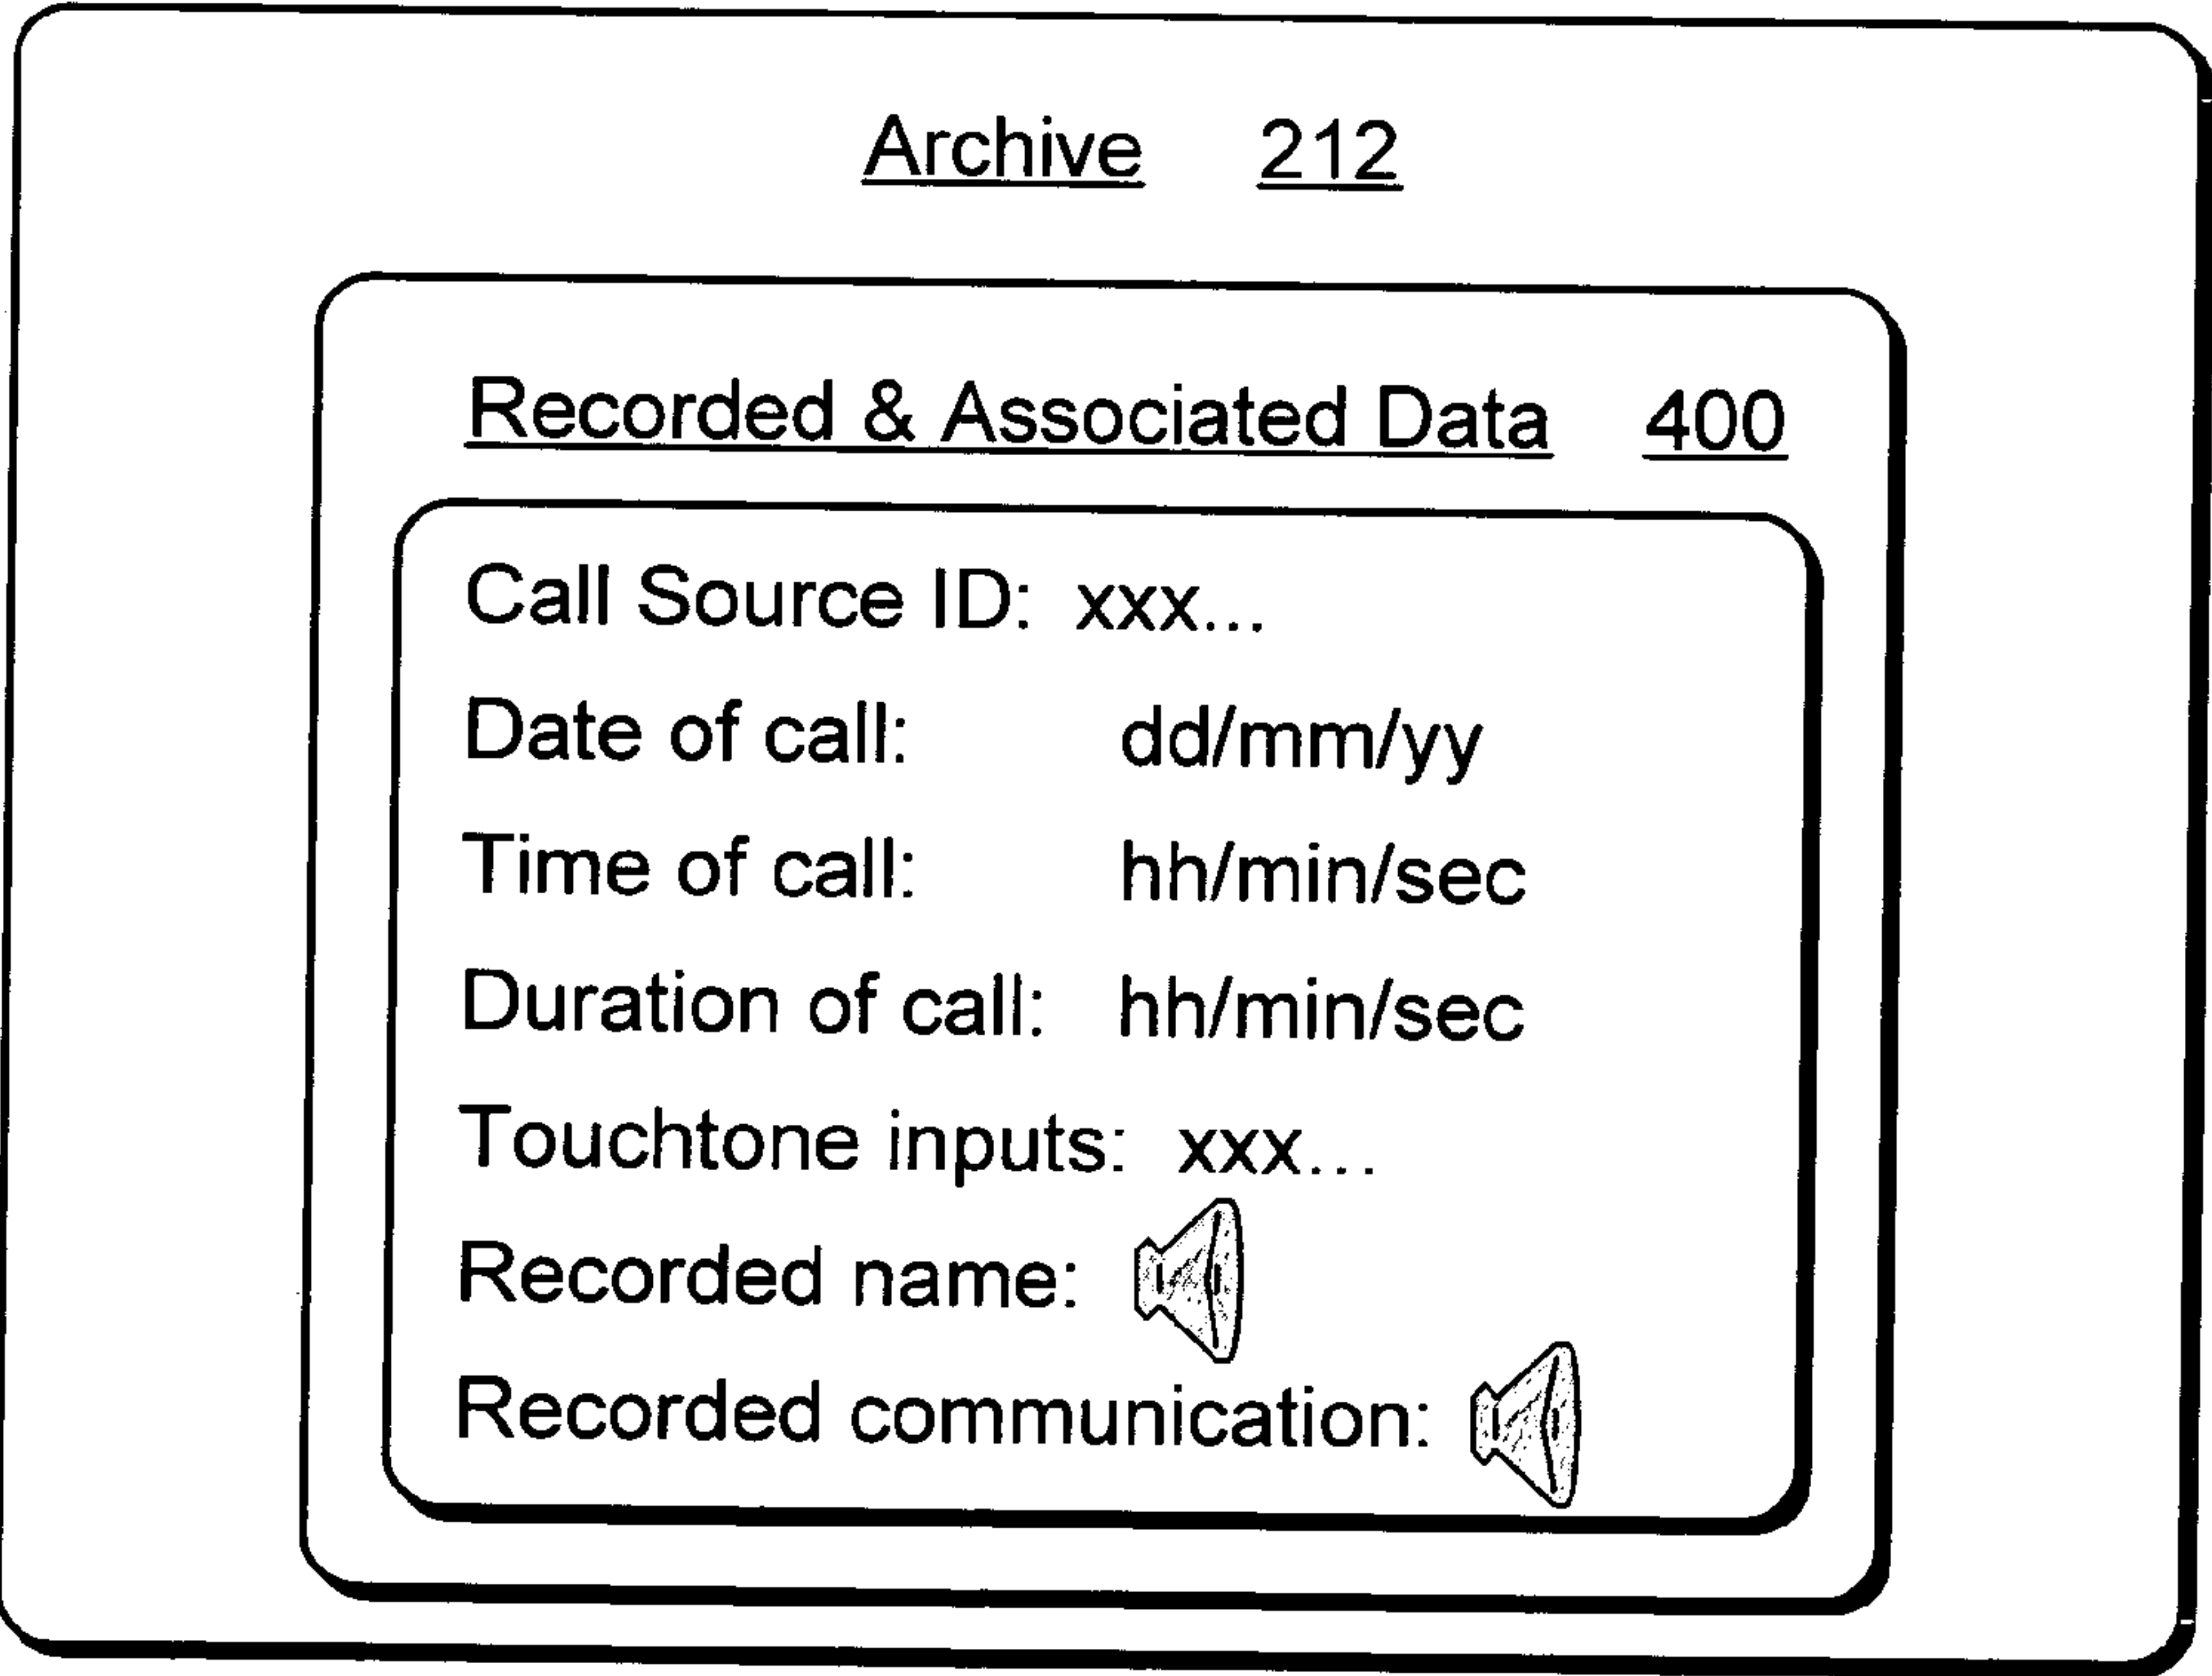 Archive 212
Recorded & Associated Data 400
Call Source ID: xxx...
Date of call: dd/mm/yy
Time of call: hh/min/sec
Duration of call: hh/min/sec
Touchtone inputs: xxx...
Recorded name:
Recorded communication: